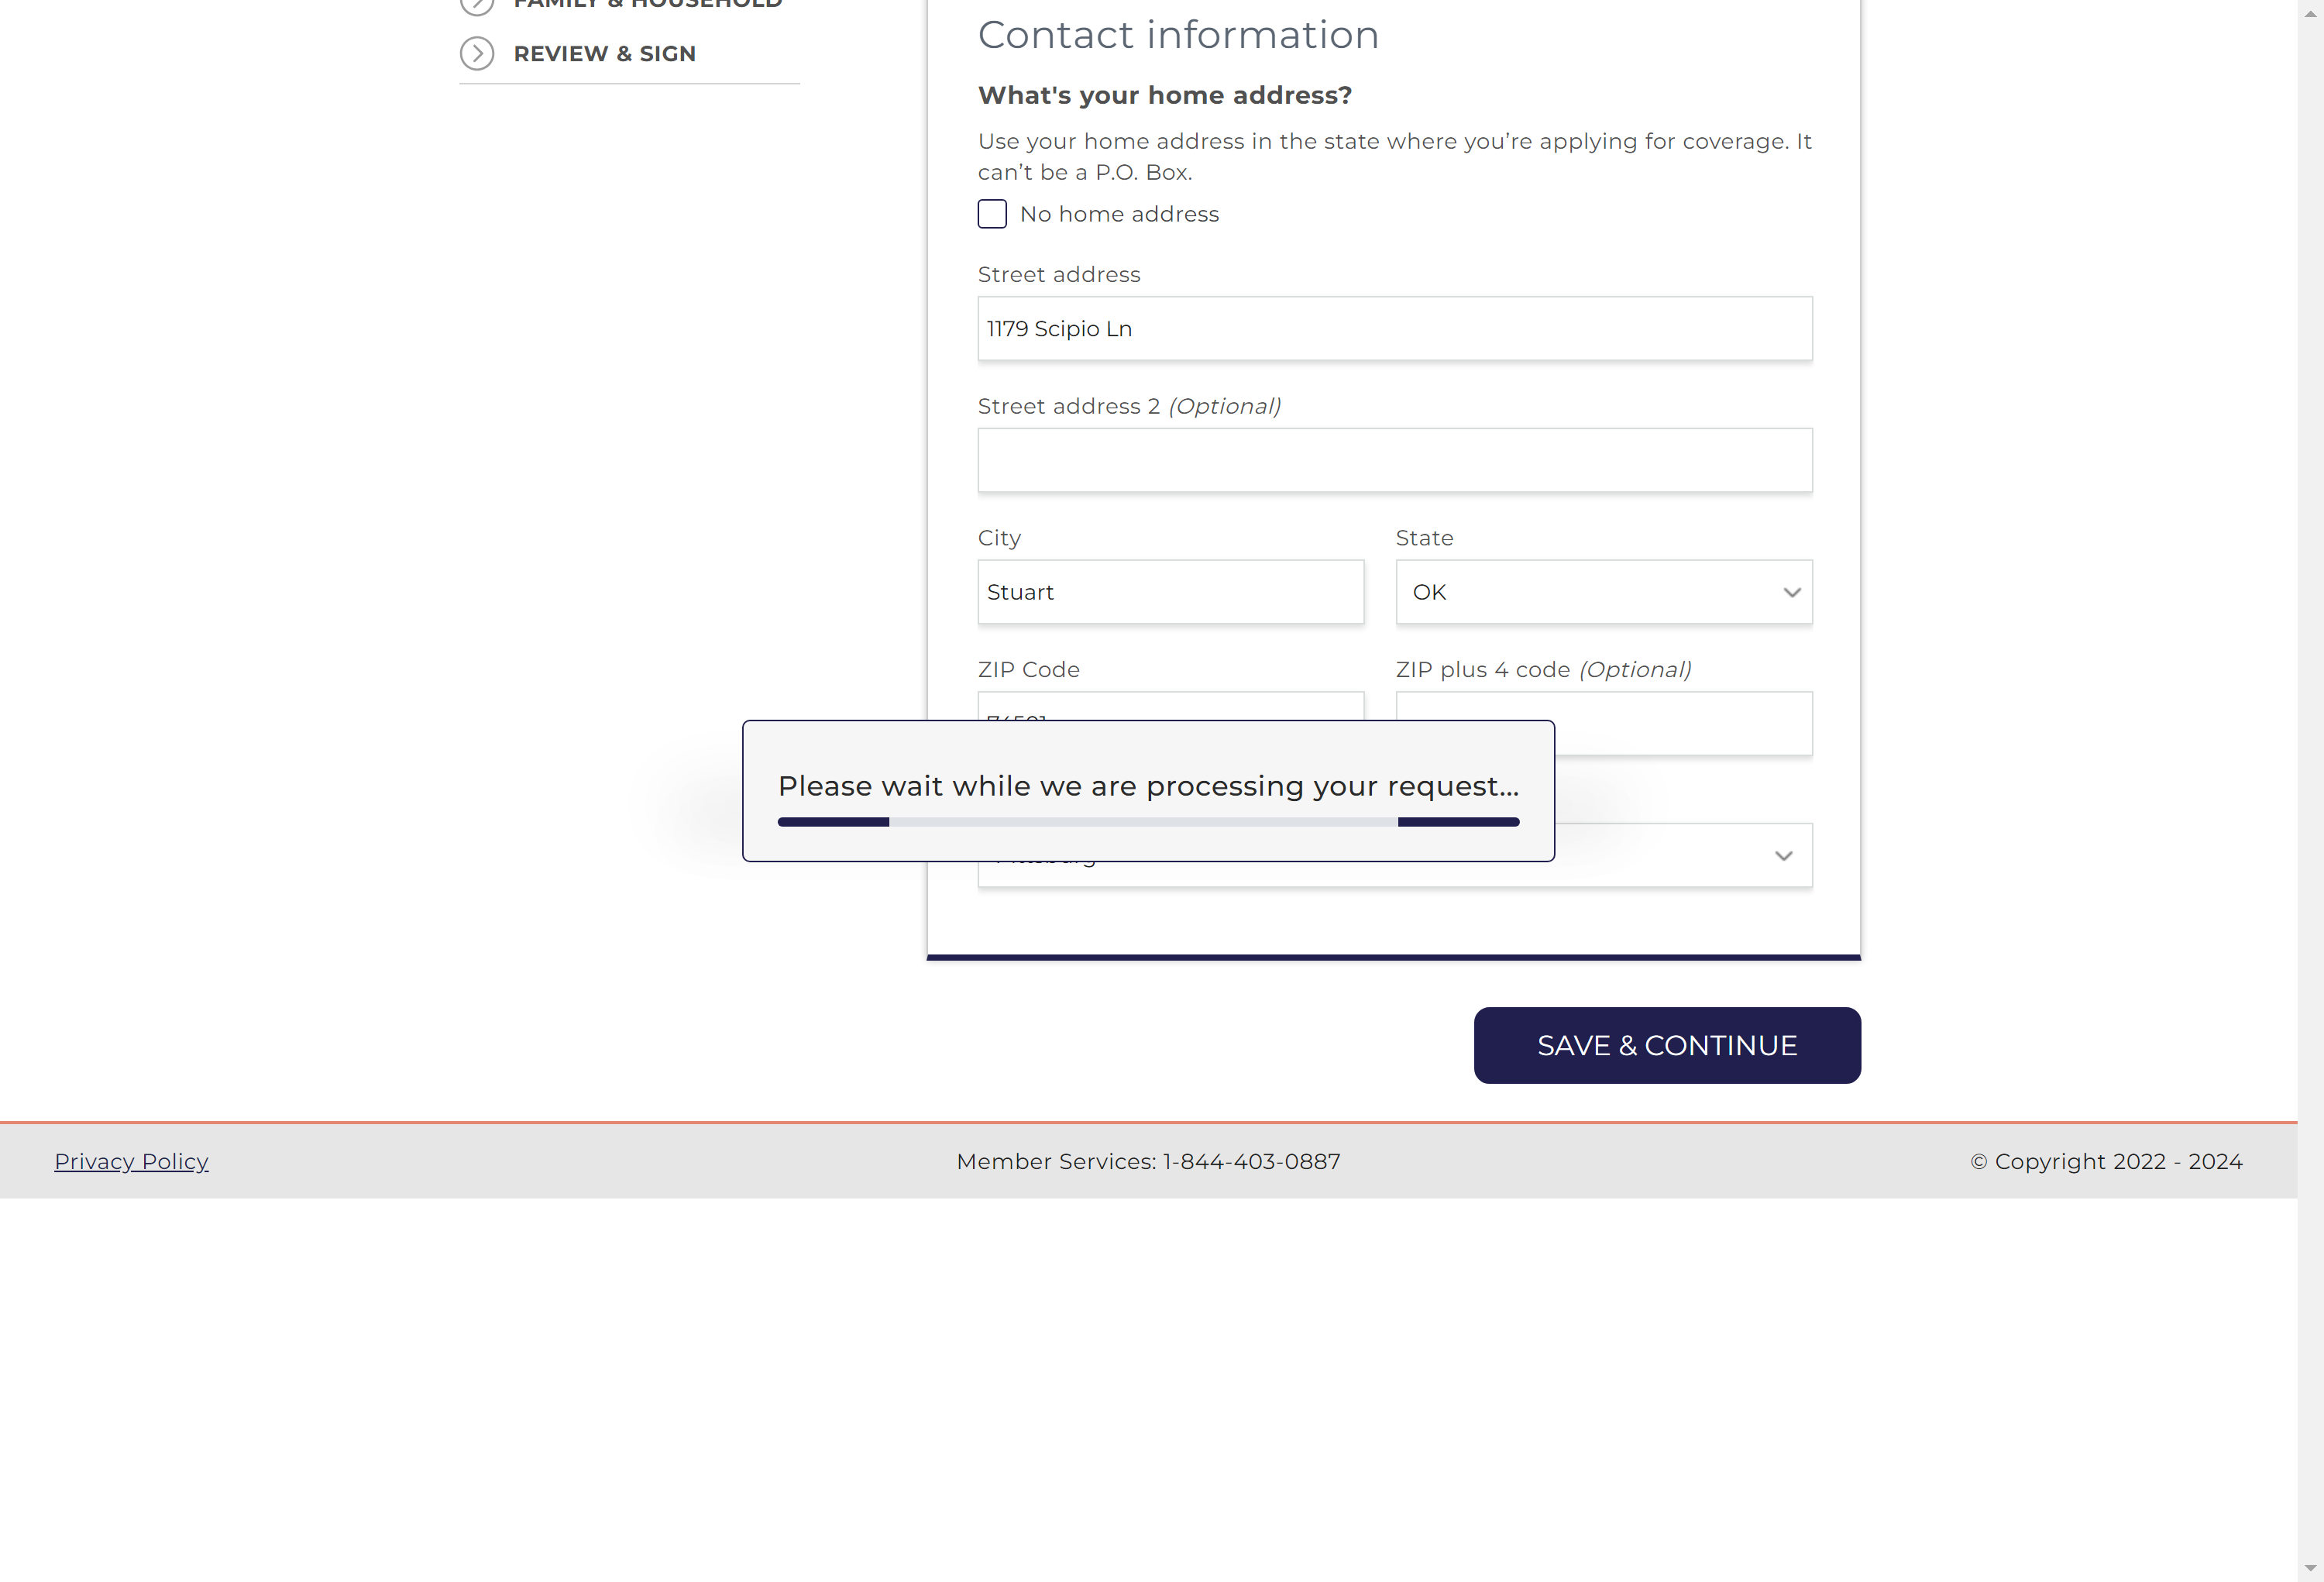 FAMILY & HOUSEHOLD
REVIEW & SIGN
Contact information
What's your home address?
Use your home address in the state where you’re applying for coverage. It
can’t be a P.O. Box.
No home address
Street address
1179 Scipio Ln
Street address 2 (Optional)
City
State
Stuart
OK
ZIP Code
ZIP plus 4 code (Optional)
Please wait while we are processing your request...
SAVE & CONTINUE
Privacy Policy
Member Services: 1-844-403-0887
© Copyright 2022 - 2024